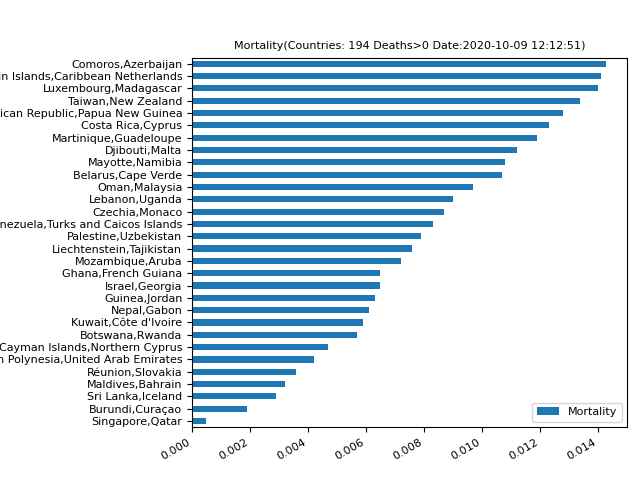 Mortality(Countries: 194 Deaths>0 Date:2020-10-09 12:12:51)
Comoros,Azerbaijan
Islands,Caribbean Netherlands
Luxembourg,Madagascar
Taiwan,New Zealand
Republic,Papua New Guinea
Costa Rica,Cyprus
Martinique,Guadeloupe
Djibouti,Malta
Mayotte,Namibia
Belarus,Cape Verde
Oman,Malaysia
Lebanon,Uganda
Czechia,Monaco
nezuela,Turks and Caicos Islands
Palestine,Uzbekistan
Liechtenstein,Tajikistan
Mozambique,Aruba
Ghana,French Guiana
Israel,Georgia
Guinea,Jordan
Nepal,Gabon
Kuwait,Côte d'Ivoire
Botswana,Rwanda
Cayman Islands,Northern Cyprus
Polynesia,United Arab Emirates
Réunion,Slovakia
Maldives,Bahrain
Sri Lanka,Iceland
Burundi,Curaçao
Singapore,Qatar
Mortality
0.000 0.002 0.004 0.006 0.008 0.010 0.012 0.014